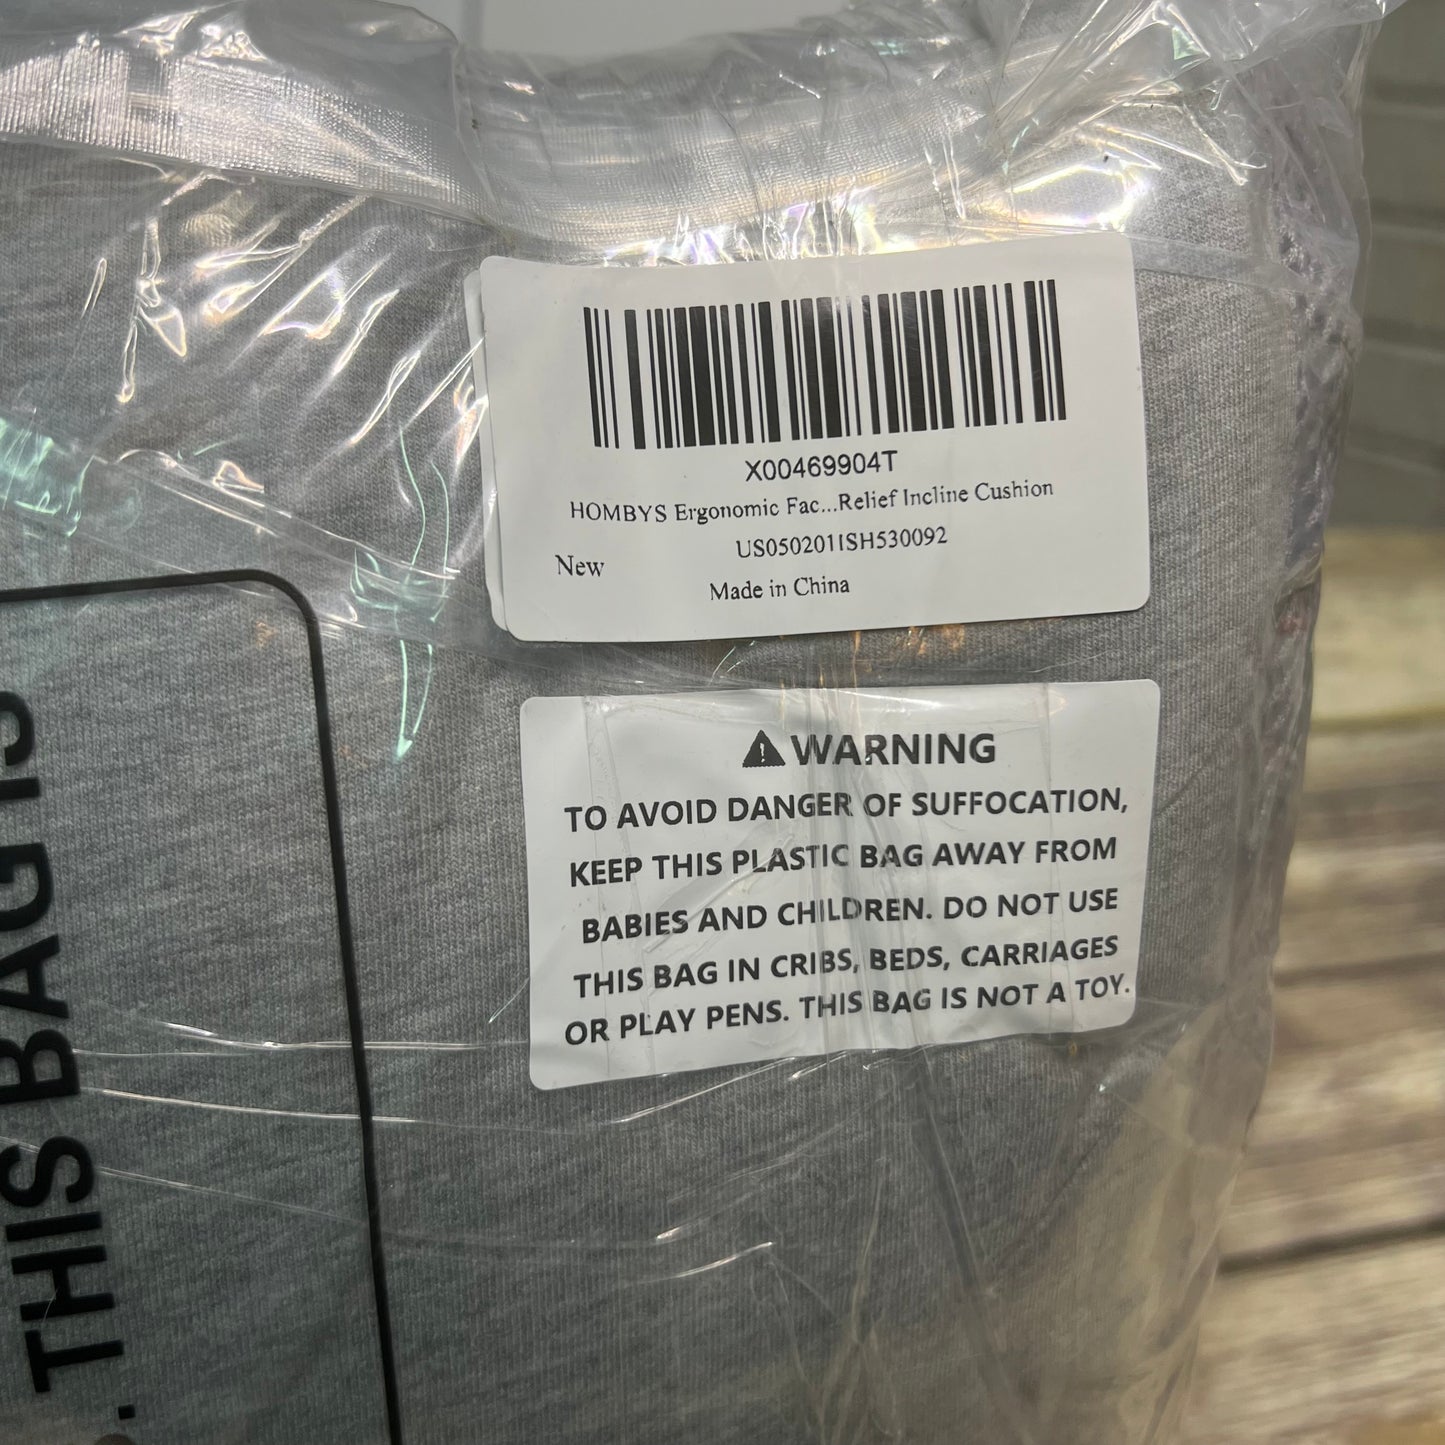 X00469904T
HOMBYS Ergonomic Fac...Relief Incline Cushion
New
US050201ISH530092
Made in China
WARNING
TO AVOID DANGER OF SUFFOCATION,
KEEP THIS PLASTIC BAG AWAY FROM
BABIES AND CHILDREN. DO NOT USE
THIS BAG IN CRIBS, BEDS, CARRIAGES
OR PLAY PENS. THIS BAG IS NOT A TOY.
. THIS BAG IS